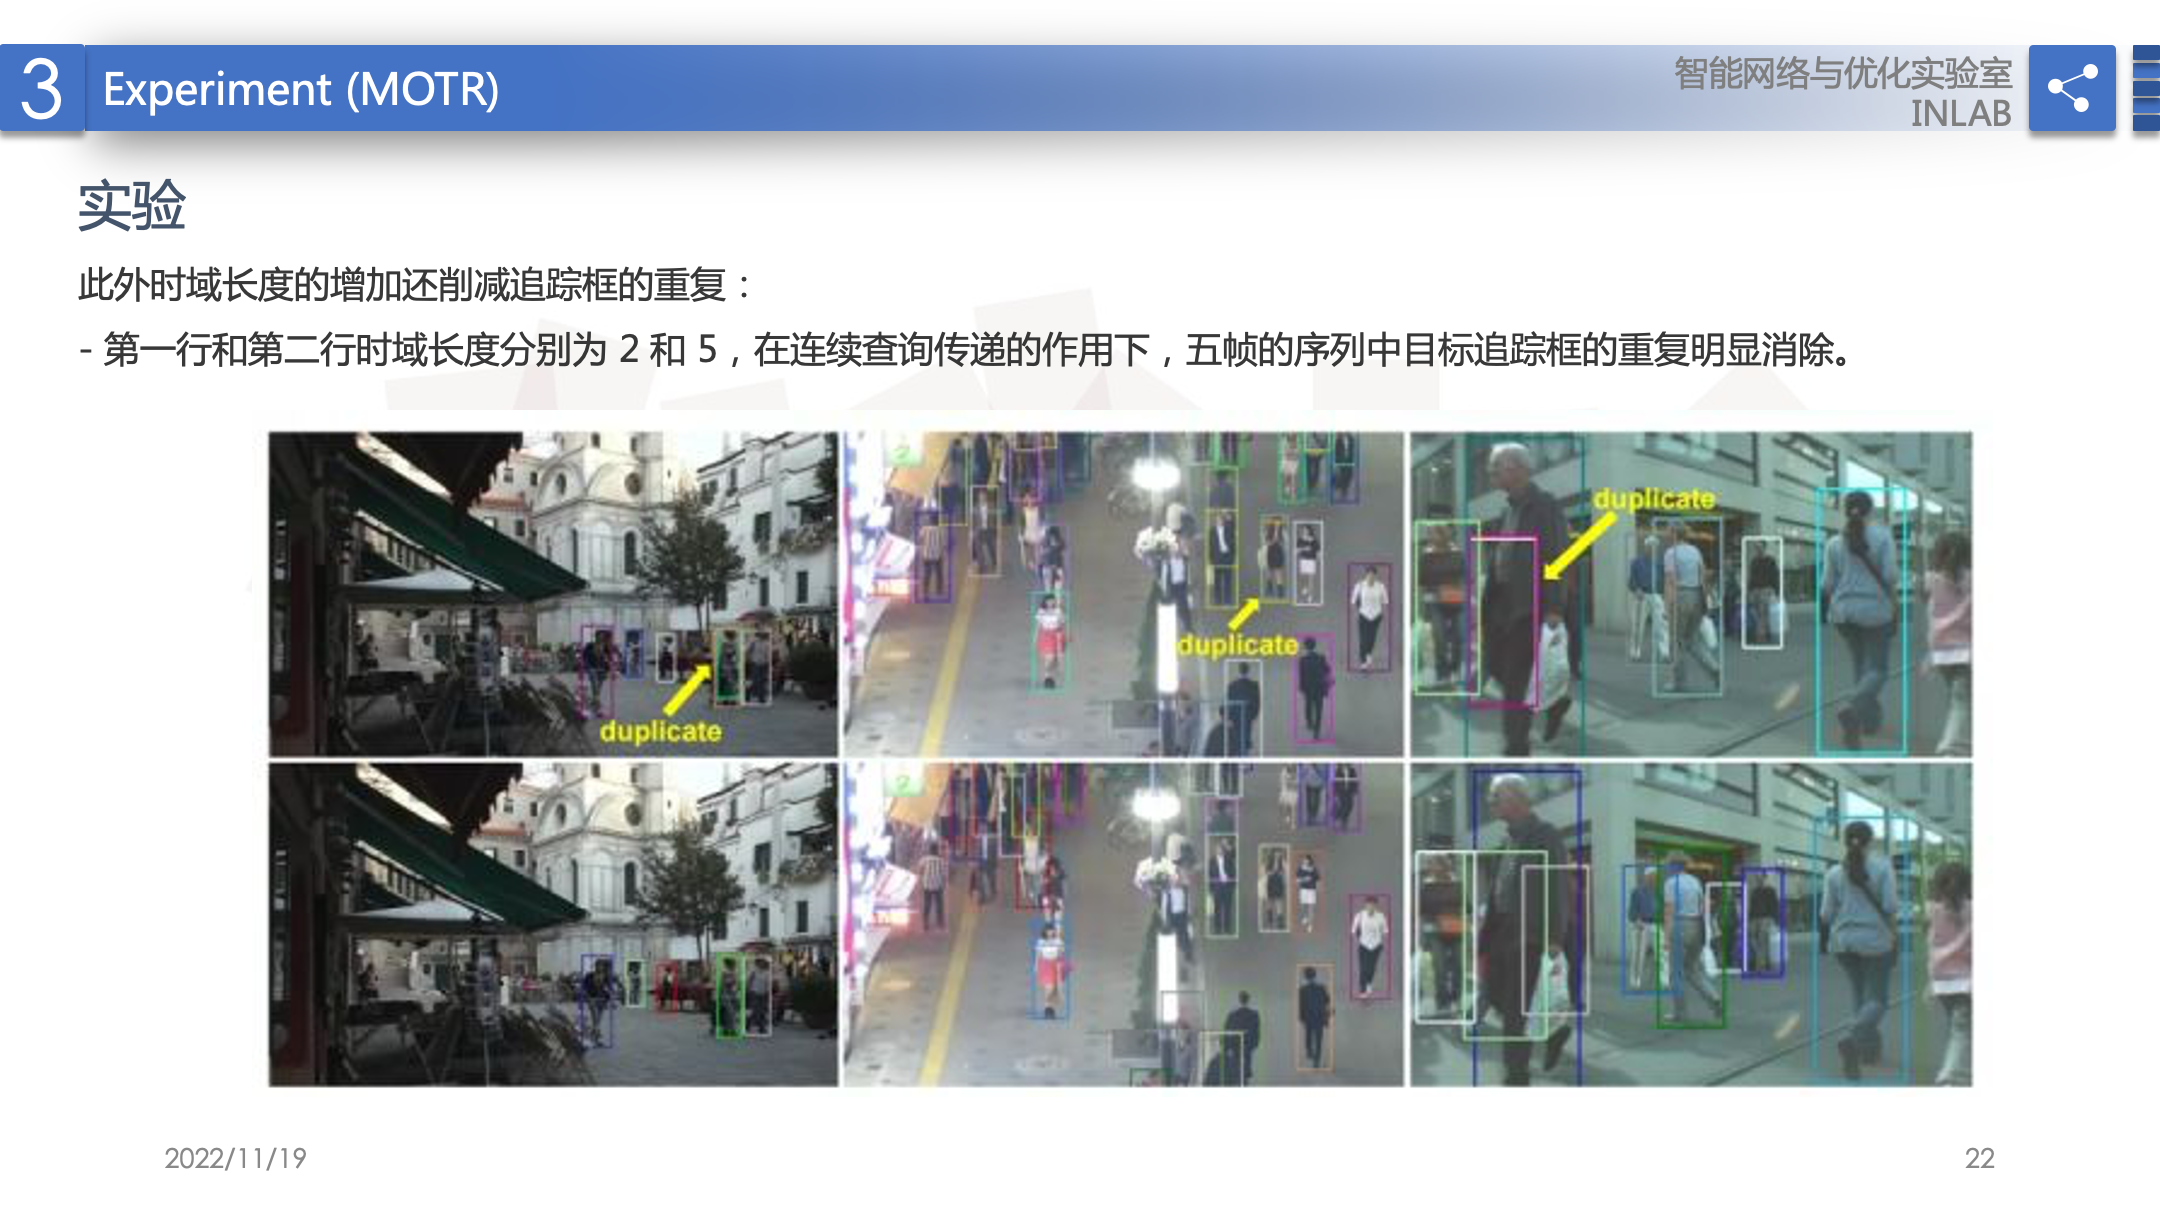 3
Experiment (MOTR)
智能网络与优化实验室
INLAB
实验
此外时域长度的增加还削减追踪框的重复：
- 第一行和第二行时域长度分别为 2 和 5，在连续查询传递的作用下，五帧的序列中目标追踪框的重复明显消除。
duplicate
duplicate
duplicate
2022/11/19
22